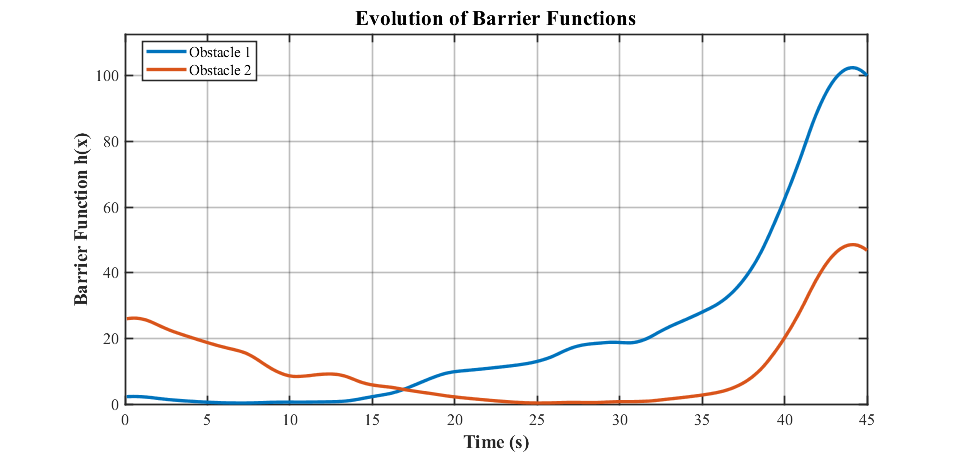 Evolution of Barrier Functions
Obstacle 1
Obstacle 2
Barrier Function h(x)
100
80
60
40
20
0
0 5 10 15 20 25 30 35 40 45
Time (s)